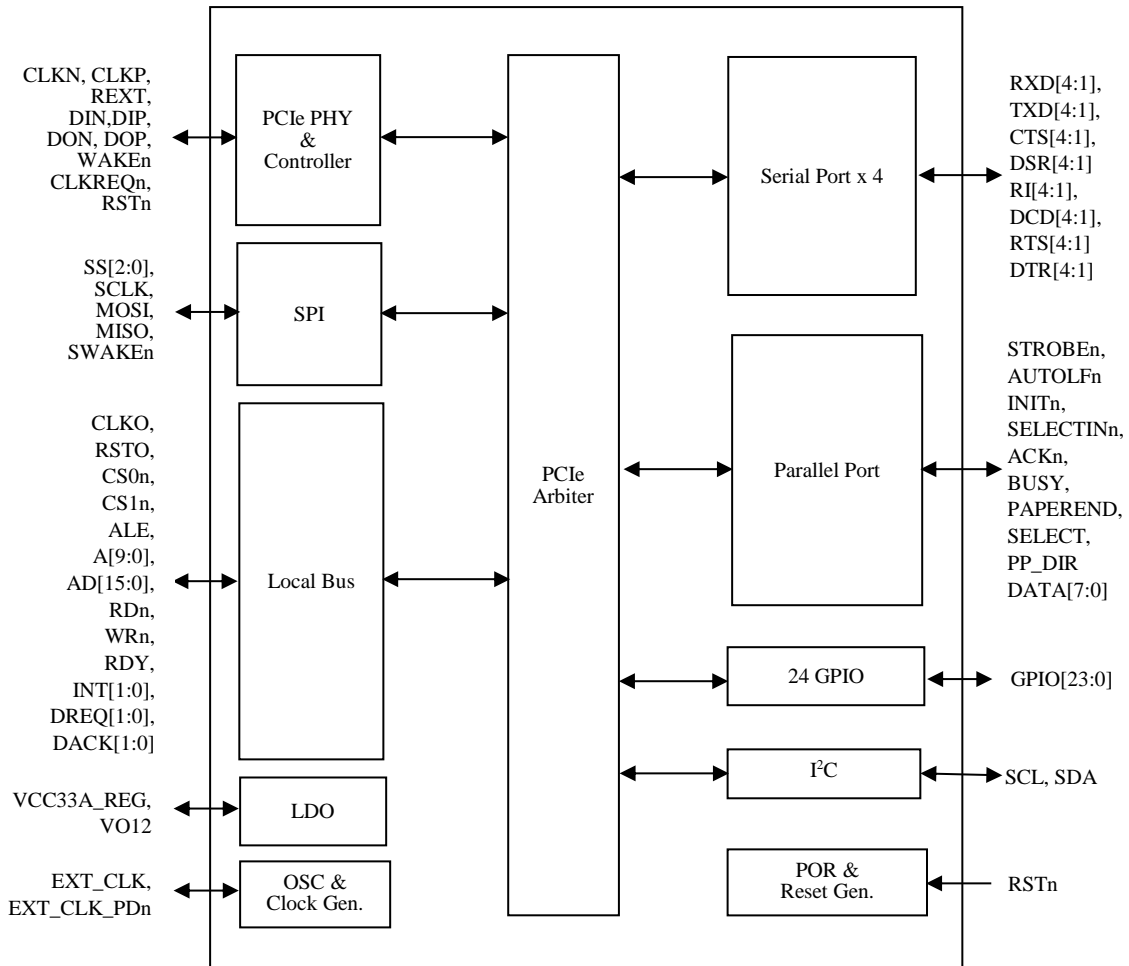 CLKN, CLKP,
REXT,
DIN,DIP,
DON, DOP,
WAKEn
CLKREQn,
RSTn
PCIe PHY
&
Controller
SS[2:0],
SCLK,
MOSI,
MISO,
SWAKEn
SPI
CLKO,
RSTO,
CS0n,
CS1n,
ALE,
A[9:0],
AD[15:0],
RDn,
WRn,
RDY,
INT[1:0],
DREQ[1:0],
DACK[1:0]
Local Bus
VCC33A_REG,
VO12
LDO
EXT_CLK,
EXT_CLK_PDn
OSC &
Clock Gen.
PCIe
Arbiter
Serial Port x 4
RXD[4:1],
TXD[4:1],
CTS[4:1],
DSR[4:1]
RI[4:1],
DCD[4:1],
RTS[4:1]
DTR[4:1]
Parallel Port
STROBEn,
AUTOLFn
INITn,
SELECTINn,
ACKn,
BUSY,
PAPEREND,
SELECT,
PP_DIR
DATA[7:0]
24 GPIO
GPIO[23:0]
I²C
SCL, SDA
POR &
Reset Gen.
RSTn